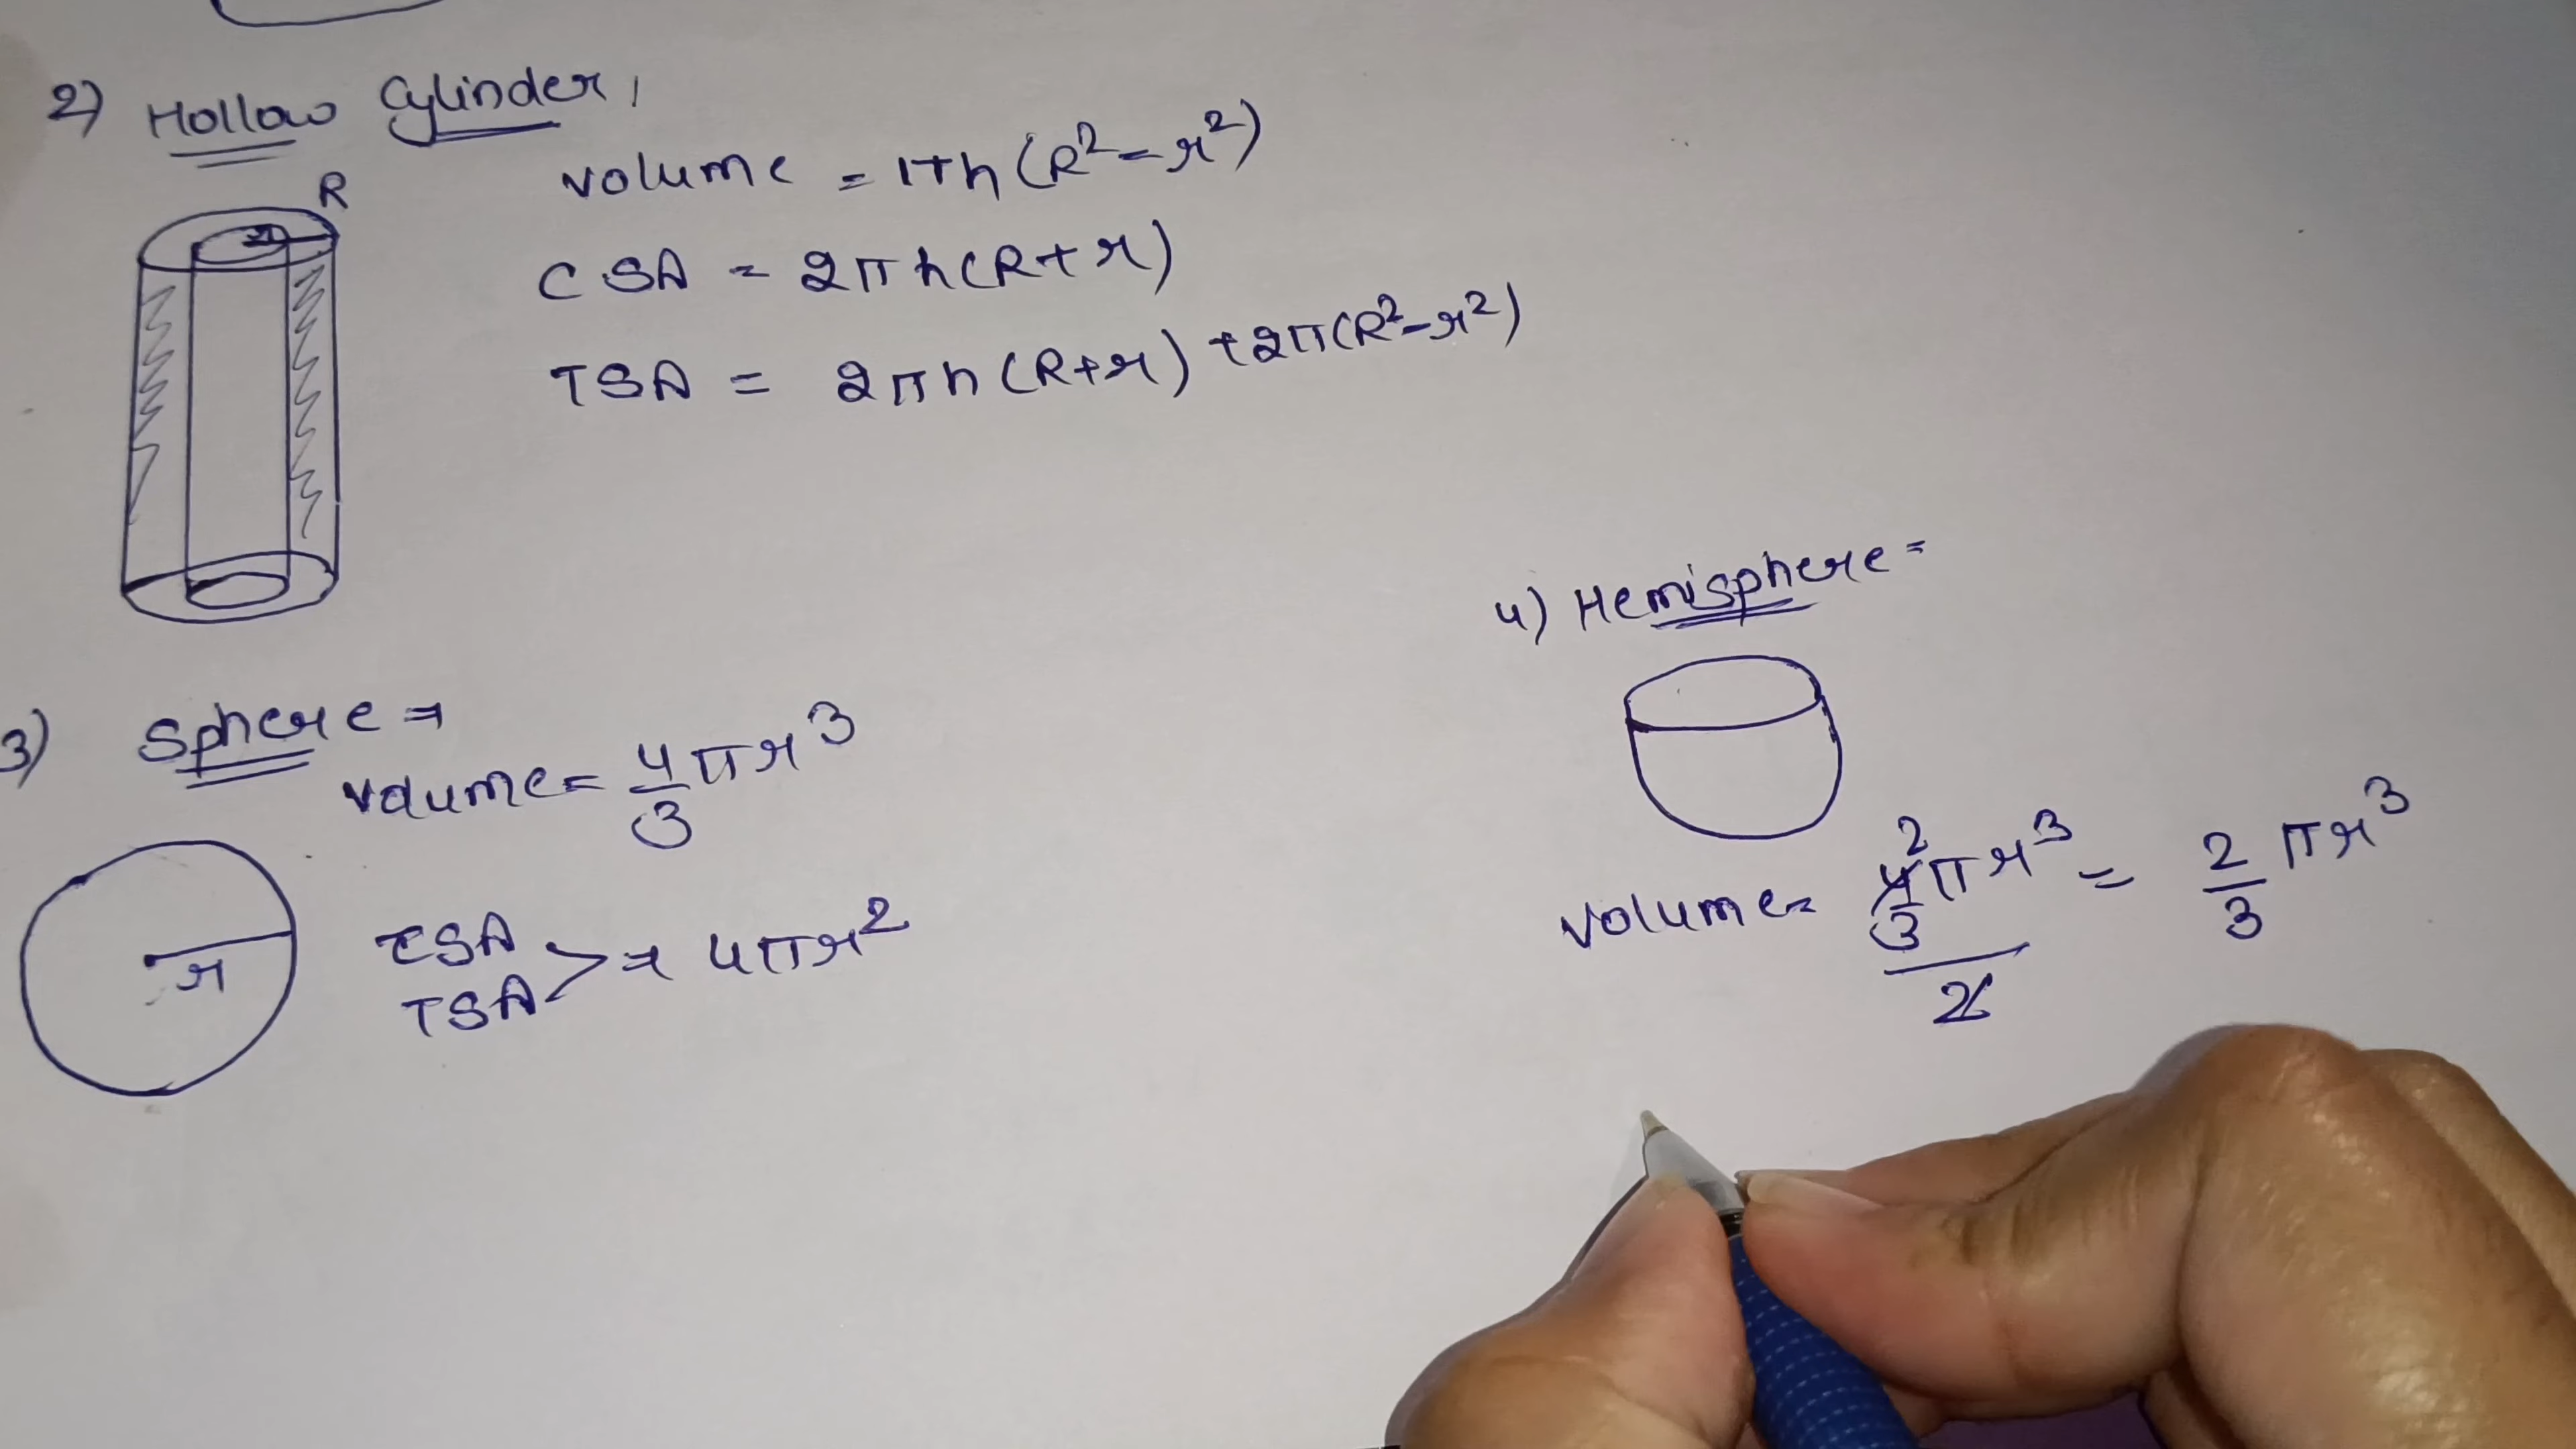 2) Hollow Cylinder,
R
r
Volume = πh(R²-r²)
CSA = 2πh(R+r)
TSA = 2πh(R+r) +2π(R²-r²)
3) Sphere =
Volume = 4/3 πr³
r
CSA
TSA > = 4πr²
4) Hemisphere =
Volume = 2 4/3 πr³ / 2 = 2/3 πr³